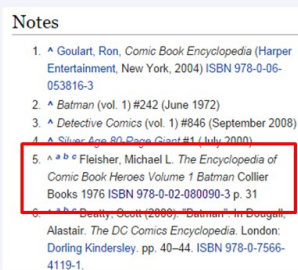 Notes
1. ^ Goulart, Ron, Comic Book Encyclopedia (Harper
Entertainment, New York, 2004) ISBN 978-0-06-
053816-3
2. ^ Batman (vol. 1) #242 (June 1972)
3. ^ Detective Comics (vol. 1) #846 (September 2008)
4. ^ Silver Age 80-Page Giant #1 (July 2000)
5. ^ a b c Fleisher, Michael L. The Encyclopedia of
Comic Book Heroes Volume 1 Batman Collier
Books 1976 ISBN 978-0-02-080090-3 p. 31
6. ^ a b c Beatty, Scott (2008). "Batman". In Dougall,
Alastair. The DC Comics Encyclopedia. London:
Dorling Kindersley. pp. 40–44. ISBN 978-0-7566-
4119-1.